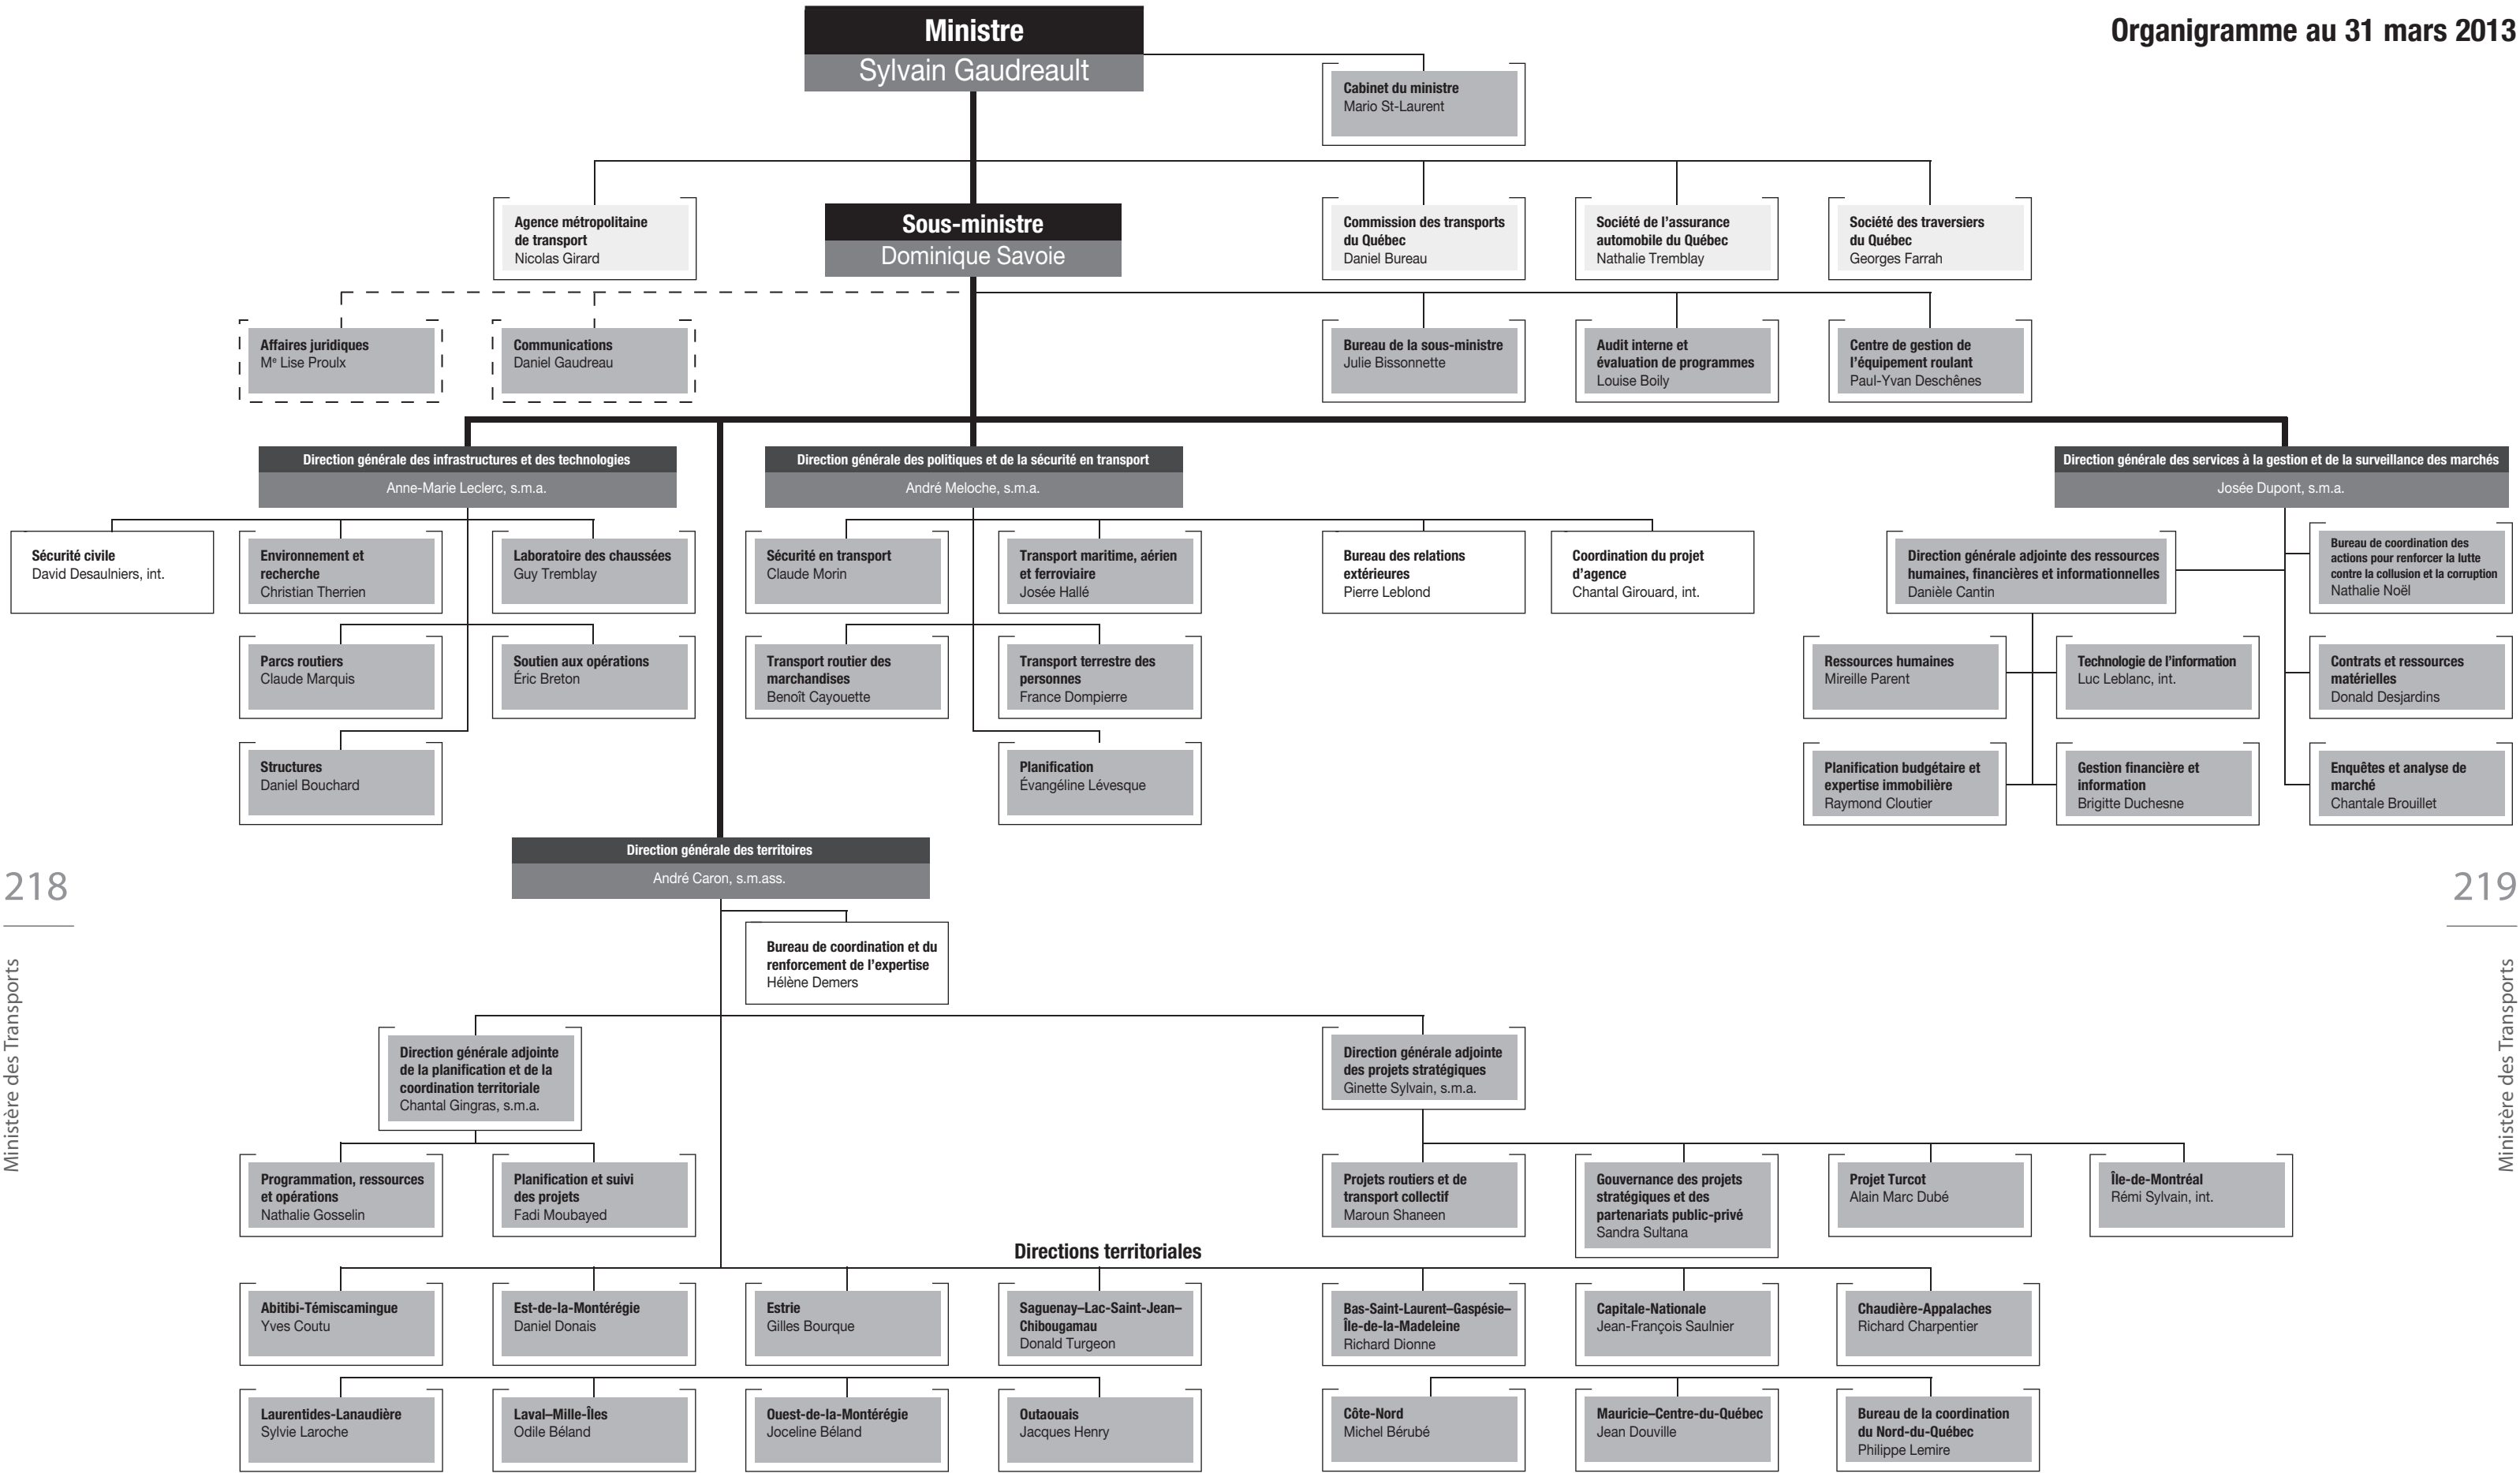 Organigramme au 31 mars 2013
Ministre
Sylvain Gaudreault
Cabinet du ministre
Mario St-Laurent
Agence métropolitaine
de transport
Nicolas Girard
Sous-ministre
Dominique Savoie
Commission des transports
du Québec
Daniel Bureau
Société de l’assurance
automobile du Québec
Nathalie Tremblay
Société des traversiers
du Québec
Georges Farrah
Affaires juridiques
Mᵉ Lise Proulx
Communications
Daniel Gaudreau
Bureau de la sous-ministre
Julie Bissonnette
Audit interne et
évaluation de programmes
Louise Boily
Centre de gestion de
l’équipement roulant
Paul-Yvan Deschênes
Direction générale des infrastructures et des technologies
Anne-Marie Leclerc, s.m.a.
Direction générale des politiques et de la sécurité en transport
André Meloche, s.m.a.
Direction générale des services à la gestion et de la surveillance des marchés
Josée Dupont, s.m.a.
Sécurité civile
David Desaulniers, int.
Environnement et
recherche
Christian Therrien
Laboratoire des chaussées
Guy Tremblay
Sécurité en transport
Claude Morin
Transport maritime, aérien
et ferroviaire
Josée Hallé
Bureau des relations
extérieures
Pierre Leblond
Coordination du projet
d’agence
Chantal Girouard, int.
Direction générale adjointe des ressources
humaines, financières et informationnelles
Danièle Cantin
Bureau de coordination des
actions pour renforcer la lutte
contre la collusion et la corruption
Nathalie Noël
Parcs routiers
Claude Marquis
Soutien aux opérations
Éric Breton
Transport routier des
marchandises
Benoît Cayouette
Transport terrestre des
personnes
France Dompierre
Ressources humaines
Mireille Parent
Technologie de l’information
Luc Leblanc, int.
Contrats et ressources
matérielles
Donald Desjardins
Structures
Daniel Bouchard
Planification
Évangéline Lévesque
Planification budgétaire et
expertise immobilière
Raymond Cloutier
Gestion financière et
information
Brigitte Duchesne
Enquêtes et analyse de
marché
Chantale Brouillet
Direction générale des territoires
André Caron, s.m.ass.
218
Ministère des Transports
219
Ministère des Transports
Bureau de coordination et du
renforcement de l’expertise
Hélène Demers
Direction générale adjointe
de la planification et de la
coordination territoriale
Chantal Gingras, s.m.a.
Direction générale adjointe
des projets stratégiques
Ginette Sylvain, s.m.a.
Programmation, ressources
et opérations
Nathalie Gosselin
Planification et suivi
des projets
Fadi Moubayed
Projets routiers et de
transport collectif
Maroun Shaneen
Gouvernance des projets
stratégiques et des
partenariats public-privé
Sandra Sultana
Projet Turcot
Alain Marc Dubé
Île-de-Montréal
Rémi Sylvain, int.
Directions territoriales
Abitibi-Témiscamingue
Yves Coutu
Est-de-la-Montérégie
Daniel Donais
Estrie
Gilles Bourque
Saguenay–Lac-Saint-Jean–
Chibougamau
Donald Turgeon
Bas-Saint-Laurent–Gaspésie–
Île-de-la-Madeleine
Richard Dionne
Capitale-Nationale
Jean-François Saulnier
Chaudière-Appalaches
Richard Charpentier
Laurentides-Lanaudière
Sylvie Laroche
Laval–Mille-Îles
Odile Béland
Ouest-de-la-Montérégie
Joceline Béland
Outaouais
Jacques Henry
Côte-Nord
Michel Bérubé
Mauricie–Centre-du-Québec
Jean Douville
Bureau de la coordination
du Nord-du-Québec
Philippe Lemire